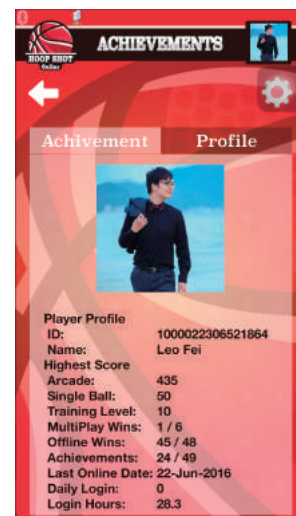 ACHIEVEMENTS
HOOP SHOT
Online
Achivement Profile
Player Profile
ID: 1000022306521864
Name: Leo Fei
Highest Score
Arcade: 435
Single Ball: 50
Training Level: 10
MultiPlay Wins: 1 / 6
Offline Wins: 45 / 48
Achievements: 24 / 49
Last Online Date: 22-Jun-2016
Daily Login: 0
Login Hours: 28.3